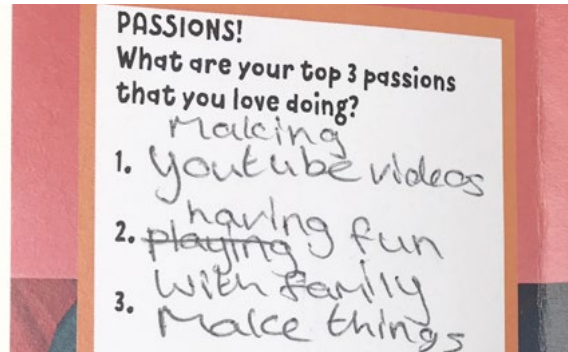 PASSIONS!
What are your top 3 passions
that you love doing?
Making
1. youtube videos
having fun
2. playing
with family
3. Make things